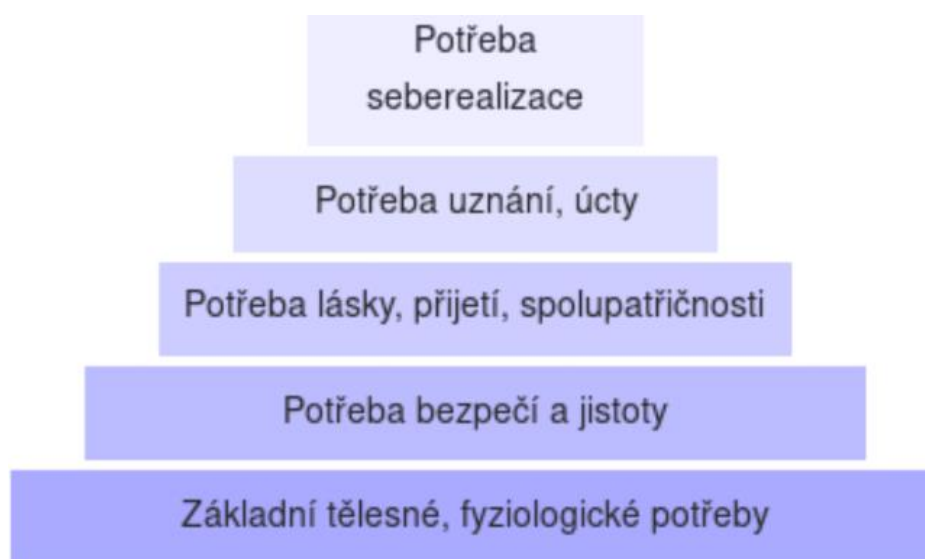 Potřeba
seberealizace
Potřeba uznání, úcty
Potřeba lásky, přijetí, spolupatřičnosti
Potřeba bezpečí a jistoty
Základní tělesné, fyziologické potřeby